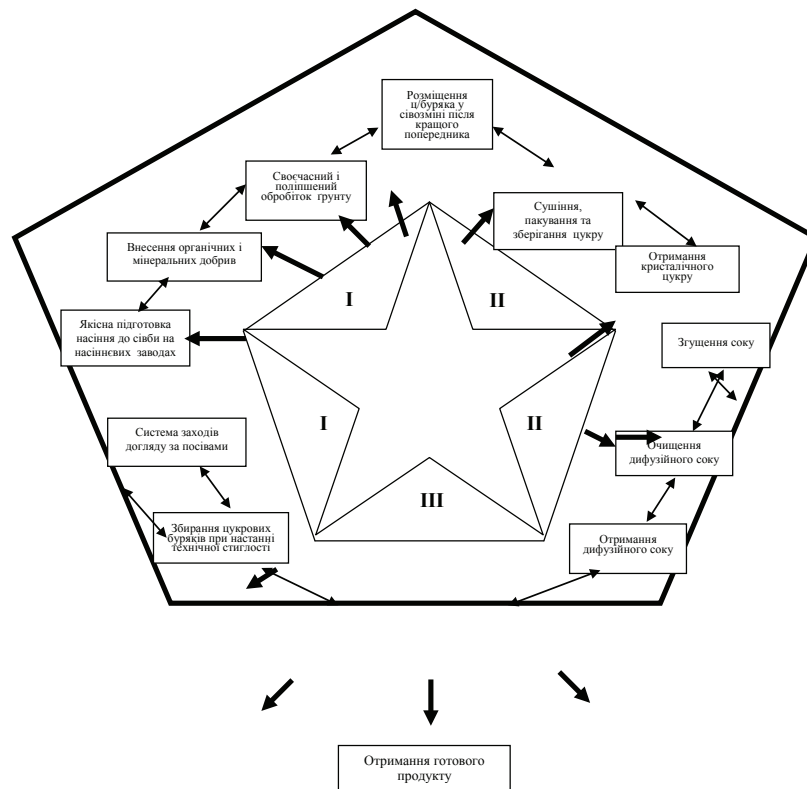 Розміщення
ц/буряка у
сівозміні після
кращого
попередника
Своєчасний і
поліпшений
обробіток ґрунту
Сушіння,
пакування та
зберігання цукру
Внесення органічних і
мінеральних добрив
Отримання
кристалічного
цукру
I
II
Якісна підготовка
насіння до сівби на
насіннєвих заводах
Згущення соку
I
II
Система заходів
догляду за посівами
Очищення
дифузійного соку
III
Збирання цукрових
буряків при настанні
технічної стиглості
Отримання
дифузійного соку
Отримання готового
продукту